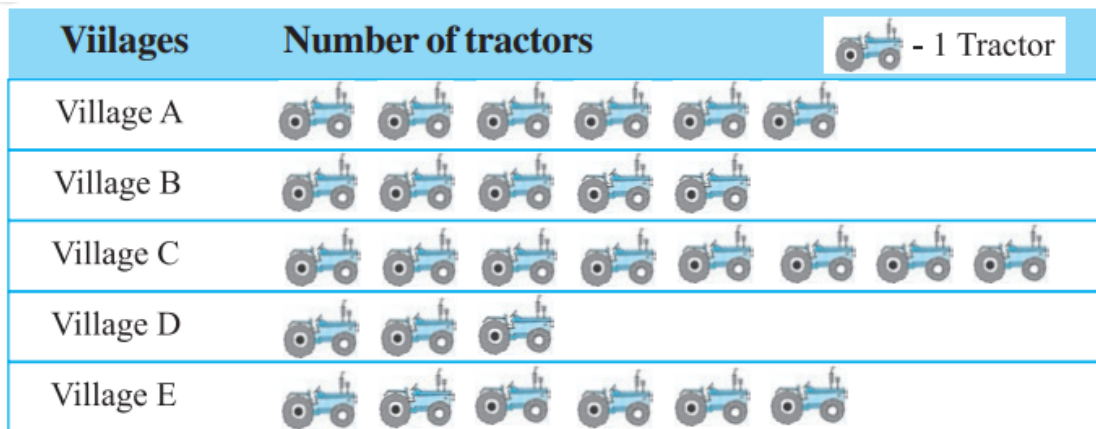 Viilages Number of tractors - 1 Tractor
Village A
Village B
Village C
Village D
Village E